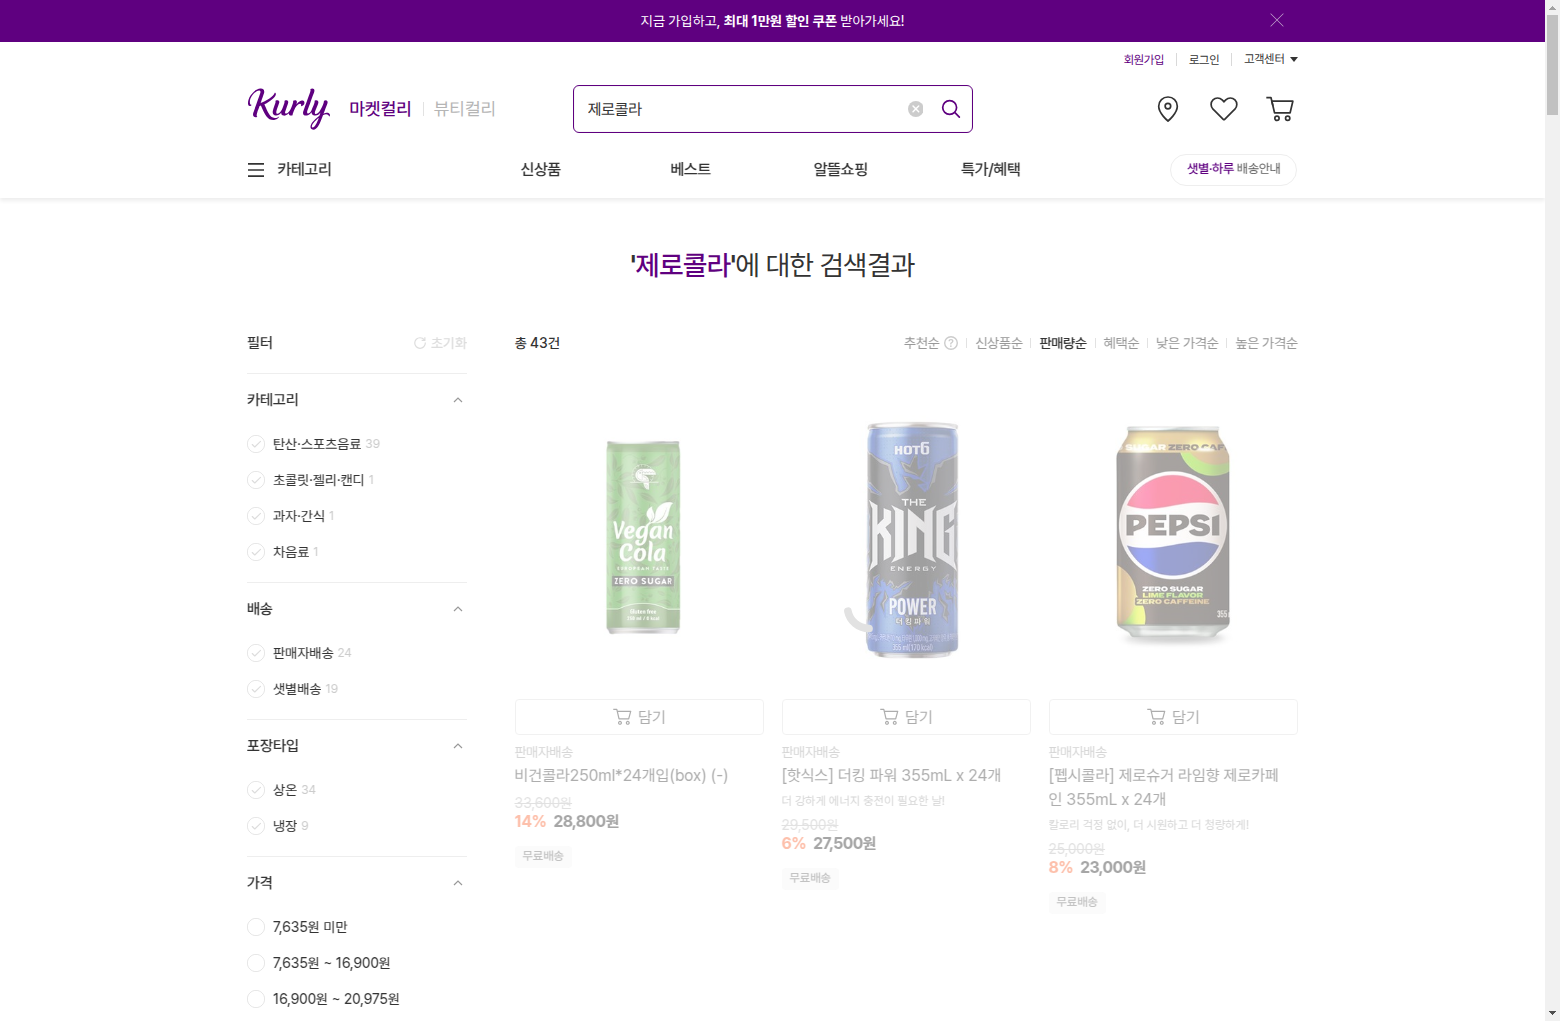 지금 가입하고, 최대 1만원 할인 쿠폰 받아가세요!
회원가입
로그인
고객센터
Kurly
마켓컬리
뷰티컬리
제로콜라
카테고리
신상품
베스트
알뜰쇼핑
특가/혜택
샛별·하루 배송안내
'제로콜라'에 대한 검색결과
필터
초기화
총 43건
추천순
신상품순
판매량순
혜택순
낮은 가격순
높은 가격순
카테고리
탄산·스포츠음료 39
초콜릿·젤리·캔디 1
과자·간식 1
차음료 1
배송
판매자배송 24
샛별배송 19
포장타입
상온 34
냉장 9
가격
7,635원 미만
7,635원 ~ 16,900원
16,900원 ~ 20,975원
Vegan
Cola
EUROPEAN TASTE
ZERO SUGAR
Gluten free
담기
판매자배송
비건콜라250ml*24개입(box) (-)
33,600원
14% 28,800원
무료배송
HOT6
THE
KING
ENERGY
POWER
더킹파워
담기
판매자배송
[핫식스] 더킹 파워 355mL x 24개
더 강하게 에너지 충전이 필요한 날!
29,500원
6% 27,500원
무료배송
SUGAR ZERO CAF
PEPSI
ZERO SUGAR
LIME FLAVOR
ZERO CAFFEINE
355
담기
판매자배송
[펩시콜라] 제로슈거 라임향 제로카페
인 355mL x 24개
칼로리 걱정 없이, 더 시원하고 더 청량하게!
25,000원
8% 23,000원
무료배송